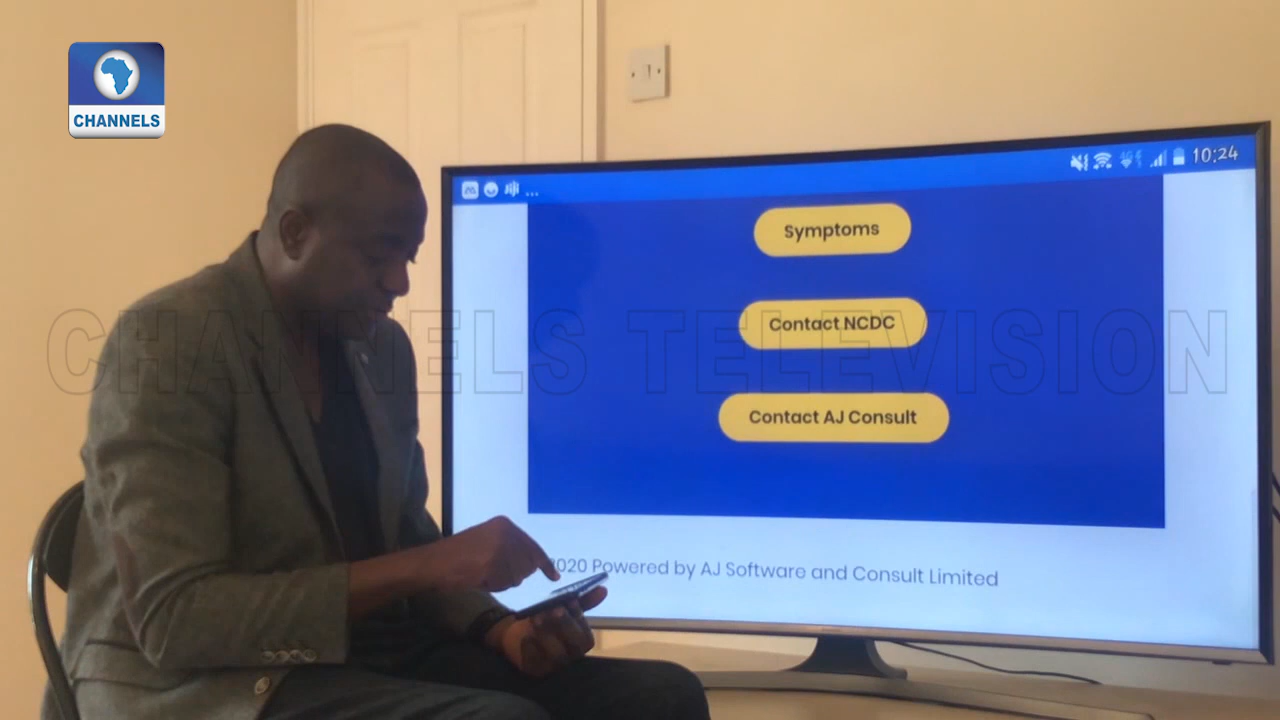 CHANNELS
10:24
Symptoms
Contact NCDC
CHANNELS TELEVISION
Contact AJ Consult
2020 Powered by AJ Software and Consult Limited